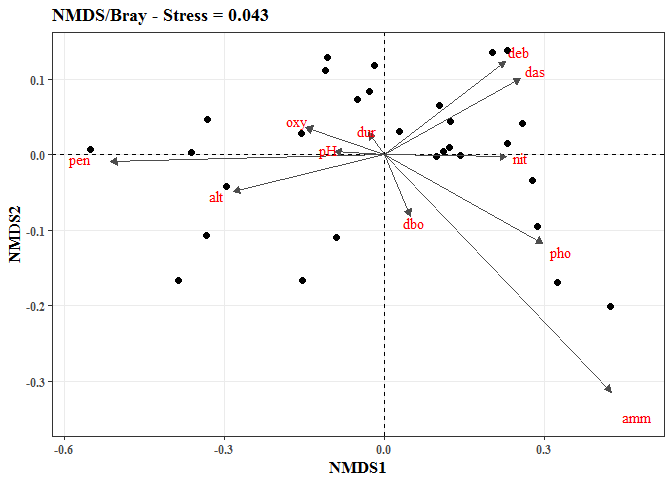 NMDS/Bray - Stress = 0.043
NMDS2
0.1
0.0
-0.1
-0.2
-0.3
deb
das
oxy
dur
pH
pen
nit
alt
dbo
pho
amm
-0.6
-0.3
0.0
0.3
NMDS1